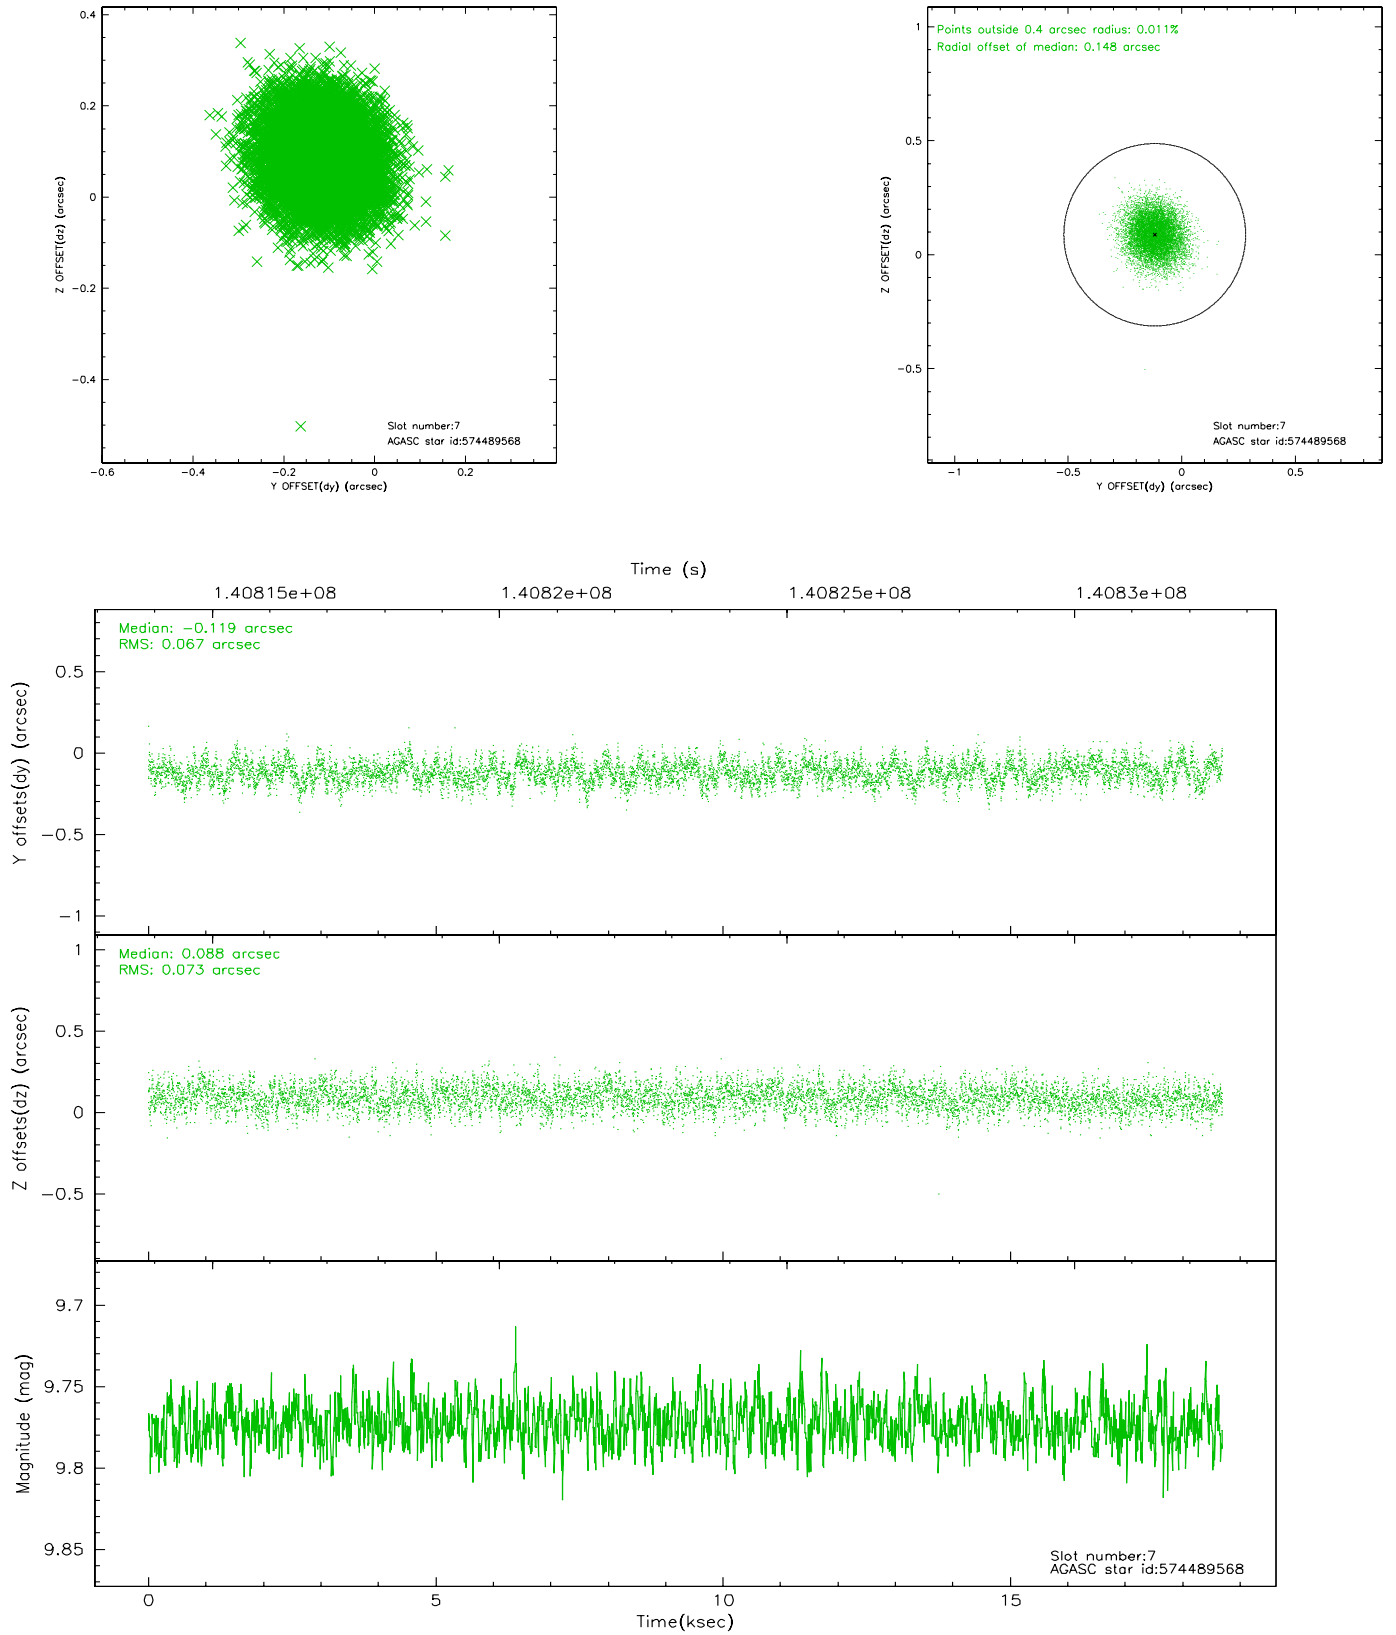 0.4
0.2
0
−0.2
−0.4
Z OFFSET(dz) (arcsec)
Slot number:7
AGASC star id:574489568
−0.6
−0.4
−0.2
0
0.2
Y OFFSET(dy) (arcsec)
Points outside 0.4 arcsec radius: 0.011%
Radial offset of median: 0.148 arcsec
1
0.5
0
−0.5
Z OFFSET(dz) (arcsec)
Slot number:7
AGASC star id:574489568
−1
−0.5
0
0.5
Y OFFSET(dy) (arcsec)
Time (s)
1.40815e+08
1.4082e+08
1.40825e+08
1.4083e+08
Median: −0.119 arcsec
RMS: 0.067 arcsec
0.5
0
−0.5
−1
Y offsets(dy) (arcsec)
Median: 0.088 arcsec
RMS: 0.073 arcsec
1
0.5
0
−0.5
Z offsets(dz) (arcsec)
9.7
9.75
9.8
9.85
Magnitude (mag)
Slot number:7
AGASC star id:574489568
0
5
10
15
Time(ksec)